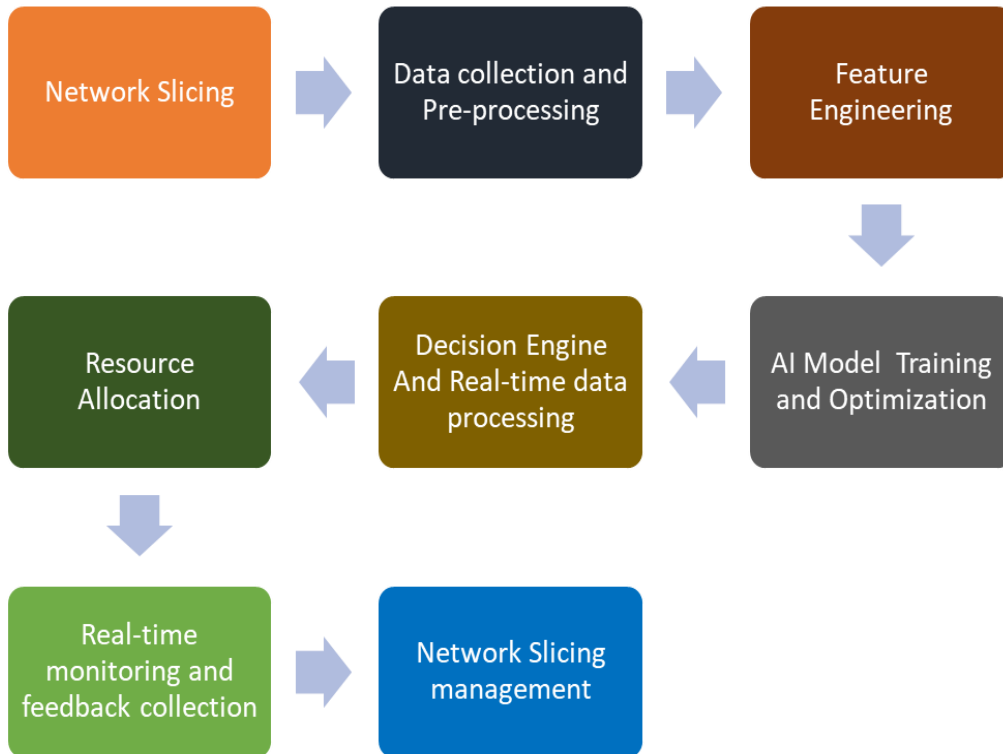 Network Slicing
Data collection and
Pre-processing
Feature
Engineering
AI Model  Training
and Optimization
Decision Engine
And Real-time data
processing
Resource
Allocation
Real-time
monitoring and
feedback collection
Network Slicing
management